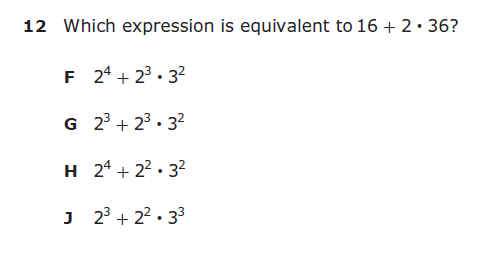 12 Which expression is equivalent to 16 + 2 • 36?
F 2⁴ + 2³ • 3²
G 2³ + 2³ • 3²
H 2⁴ + 2² • 3²
J 2³ + 2² • 3³